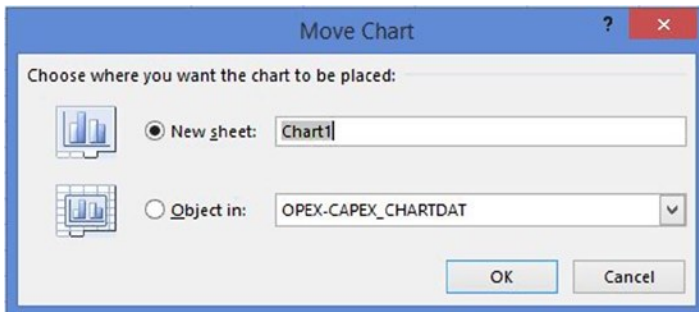 Move Chart
?
Choose where you want the chart to be placed:
New sheet: Chart1
Object in: OPEX-CAPEX_CHARTDAT
OK Cancel